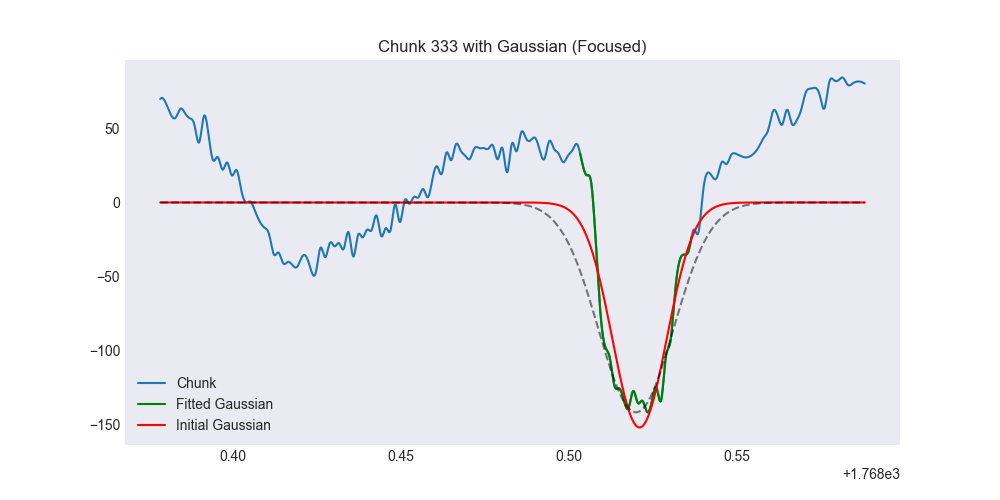 Chunk 333 with Gaussian (Focused)
50
0
−50
−100
−150
Chunk
Fitted Gaussian
Initial Gaussian
0.40 0.45 0.50 0.55
+1.768e3